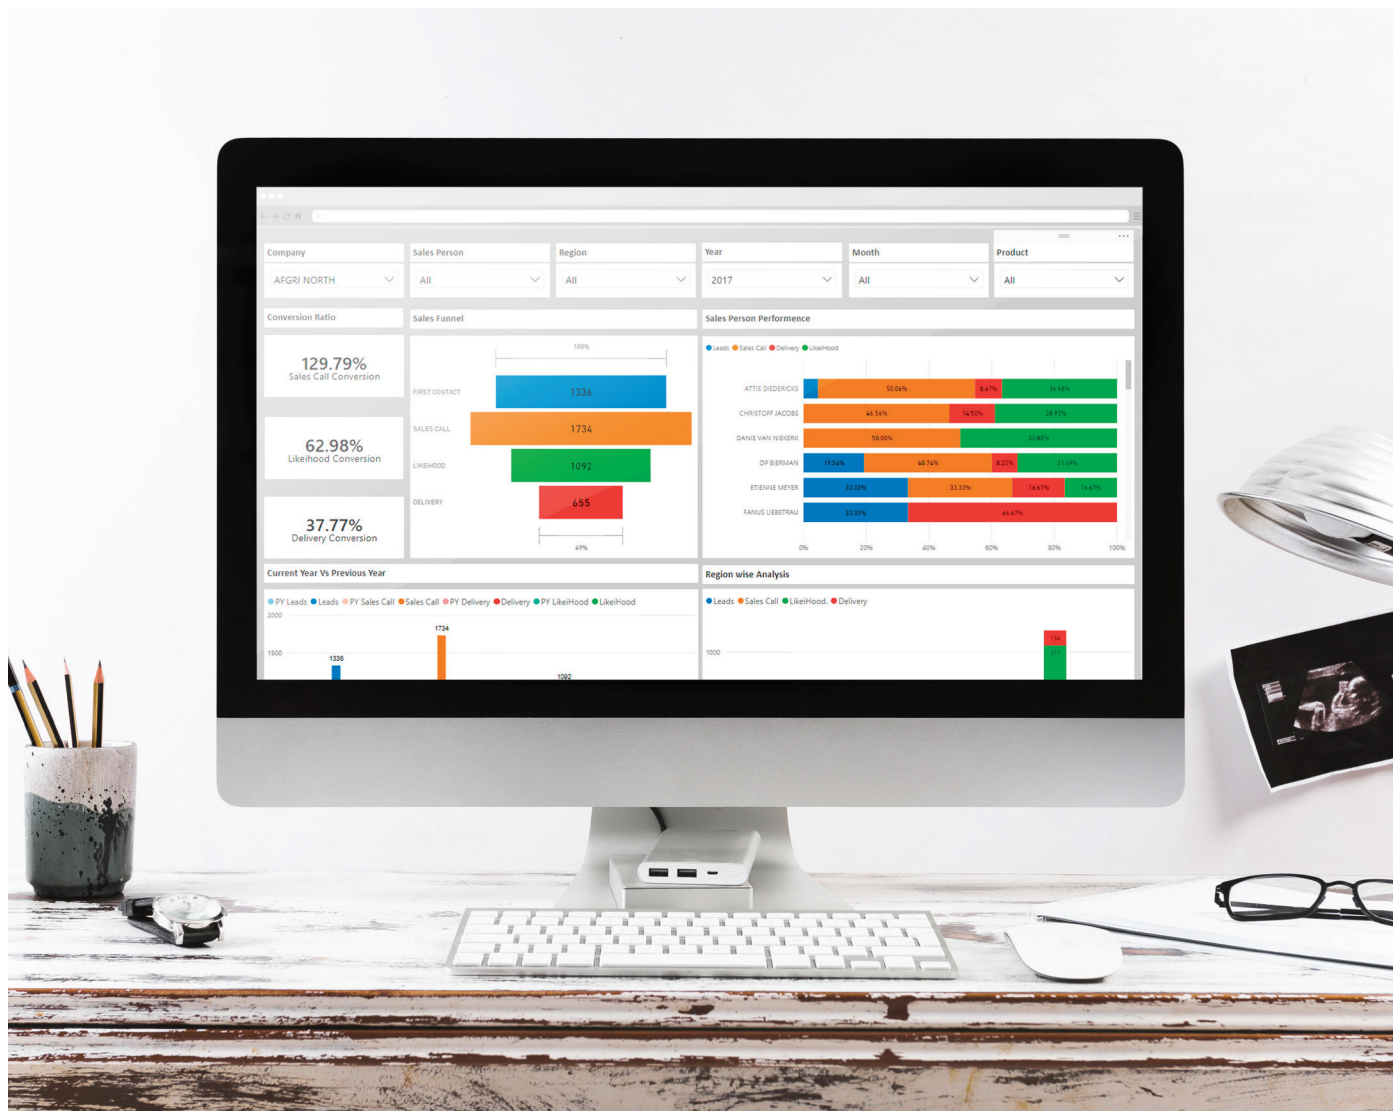 Company
Sales Person
Region
Year
Month
Product
AFGRI NORTH
All
All
2017
All
All
Conversion Ratio
129.79%
Sales Call Conversion
62.98%
Likeihood Conversion
37.77%
Delivery Conversion
Sales Funnel
100%
FIRST CONTACT 1336
SALES CALL 1734
LIKEIHOOD 1092
DELIVERY 655
49%
Sales Person Performence
Leads Sales Call Delivery LikeiHood
ATTIE DIEDERICKS 50.06% 8.67% 36.68%
CHRISTOFF JACOBS 46.56% 14.50% 38.93%
DANIE VAN NIEKERK 50.00% 50.00%
DP BIERMAN 19.34% 40.74% 8.23% 31.69%
ETIENNE MEYER 33.33% 33.33% 16.67% 16.67%
FANUS LIEBETRAU 33.33% 66.67%
0% 20% 40% 60% 80% 100%
Current Year Vs Previous Year
PY Leads Leads PY Sales Call Sales Call PY Delivery Delivery PY LikeiHood LikeiHood
2000
1734
1500
1336
1092
Region wise Analysis
Leads Sales Call LikeiHood. Delivery
1000